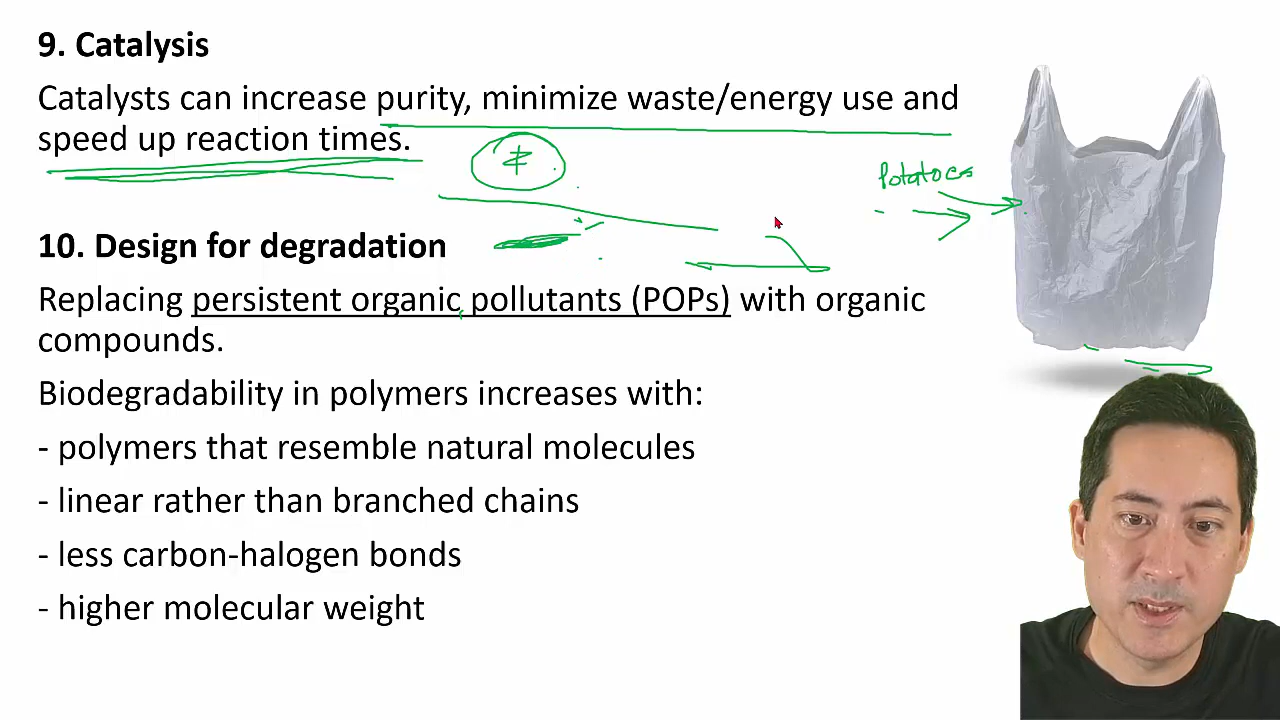 9. Catalysis
Catalysts can increase purity, minimize waste/energy use and
speed up reaction times.
Potatoes
10. Design for degradation
Replacing persistent organic pollutants (POPs) with organic
compounds.
Biodegradability in polymers increases with:
- polymers that resemble natural molecules
- linear rather than branched chains
- less carbon-halogen bonds
- higher molecular weight